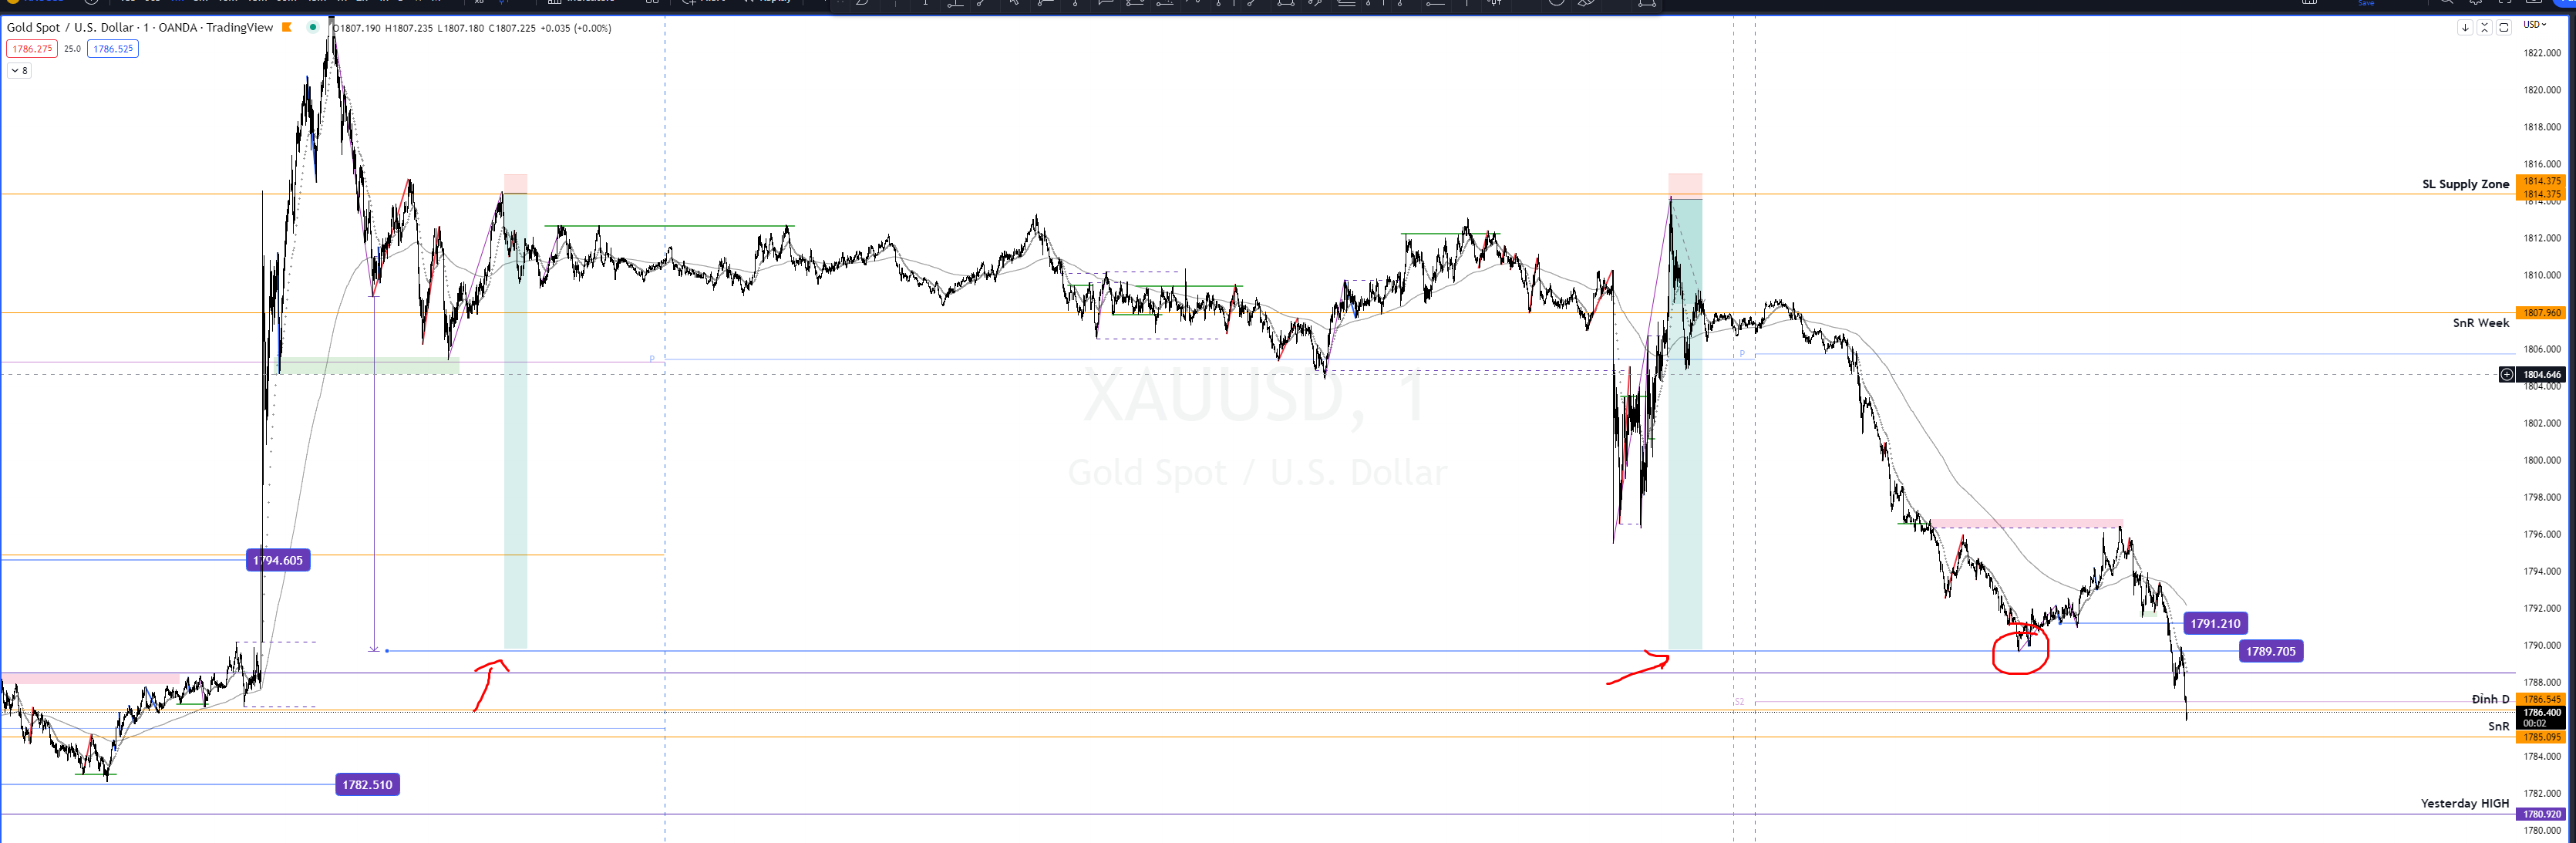 Gold Spot / U.S. Dollar · 1 · OANDA · TradingView
O1807.190 H1807.235 L1807.180 C1807.225 +0.035 (+0.00%)
1786.275 25.0 1786.525
8
USD
1822.000
1820.000
1818.000
1816.000
SL Supply Zone
1814.375
1814.375
1814.000
1812.000
1810.000
1807.960
SnR Week
1806.000
P
P
1804.646
1804.000
XAUUSD, 1
Gold Spot / U.S. Dollar
1802.000
1800.000
1798.000
1796.000
1794.605
1794.000
1792.000
1791.210
1790.000
1789.705
1788.000
S2
Đỉnh D
1786.545
1786.400
00:02
SnR
1785.095
1784.000
1782.510
1782.000
Yesterday HIGH
1780.920
1780.000